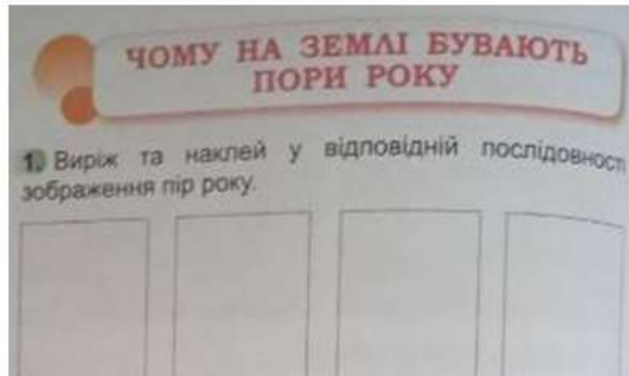 ЧОМУ НА ЗЕМЛІ БУВАЮТЬ
ПОРИ РОКУ
1. Виріж та наклей у відповідній послідовності
зображення пір року.